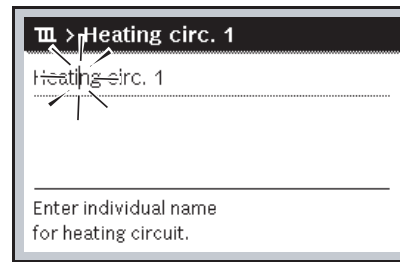 > Heating circ. 1
Heating circ. 1
Enter individual name
for heating circuit.